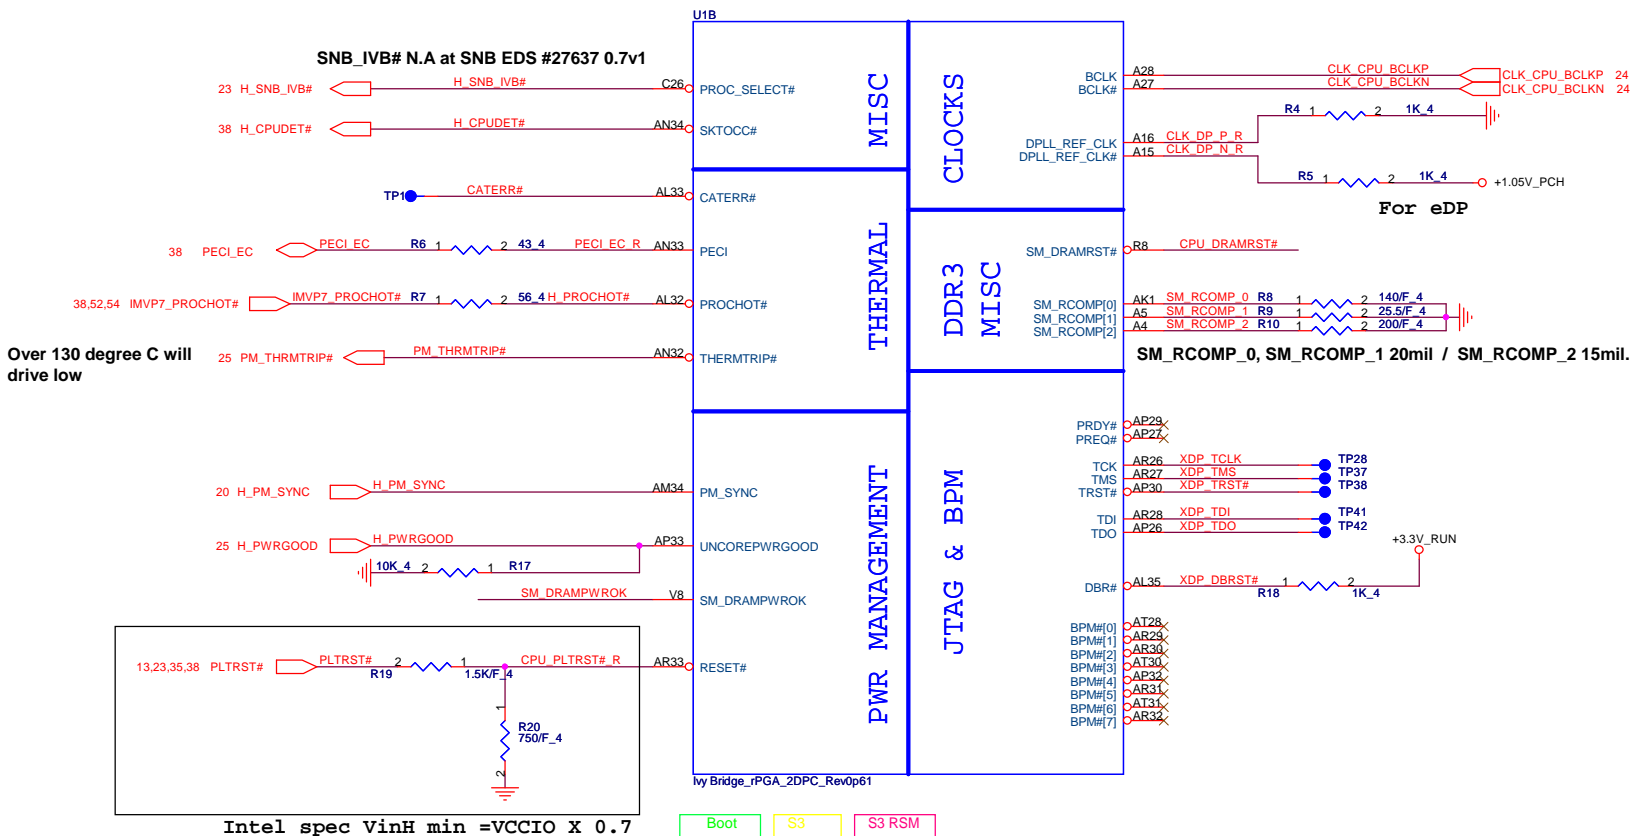 U1B
SNB_IVB# N.A at SNB EDS #27637 0.7v1
23 H_SNB_IVB# H_SNB_IVB# C26 PROC_SELECT#
38 H_CPUDET# H_CPUDET# AN34 SKTOCC#
MISC
TP1 CATERR# AL33 CATERR#
38 PECI_EC PECI_EC R6 1 2 43_4 PECI_EC_R AN33 PECI
38,52,54 IMVP7_PROCHOT# IMVP7_PROCHOT# R7 1 2 56_4 H_PROCHOT# AL32 PROCHOT#
Over 130 degree C will
drive low
25 PM_THRMTRIP# PM_THRMTRIP# AN32 THERMTRIP#
THERMAL
20 H_PM_SYNC H_PM_SYNC AM34 PM_SYNC
25 H_PWRGOOD H_PWRGOOD AP33 UNCOREPWRGOOD
10K_4 2 1 R17
SM_DRAMPWROK V8 SM_DRAMPWROK
13,23,35,38 PLTRST# PLTRST# 2 1 CPU_PLTRST#_R AR33 RESET#
R19 1.5K/F_4
1
R20
750/F_4
2
PWR MANAGEMENT
Intel spec VinH min =VCCIO X 0.7
CLOCKS
BCLK A28 CLK_CPU_BCLKP CLK_CPU_BCLKP 24
BCLK# A27 CLK_CPU_BCLKN CLK_CPU_BCLKN 24
R4 1 2 1K_4
DPLL_REF_CLK A16 CLK_DP_P_R
DPLL_REF_CLK# A15 CLK_DP_N_R
R5 1 2 1K_4 +1.05V_PCH
For eDP
DDR3
MISC
SM_DRAMRST# R8 CPU_DRAMRST#
SM_RCOMP[0] AK1 SM_RCOMP_0 R8 1 2 140/F_4
SM_RCOMP[1] A5 SM_RCOMP_1 R9 1 2 25.5/F_4
SM_RCOMP[2] A4 SM_RCOMP_2 R10 1 2 200/F_4
SM_RCOMP_0, SM_RCOMP_1 20mil / SM_RCOMP_2 15mil.
JTAG & BPM
PRDY# AP29
PREQ# AP27
TCK AR26 XDP_TCLK TP28
TMS AR27 XDP_TMS TP37
TRST# AP30 XDP_TRST# TP38
TDI AR28 XDP_TDI TP41
TDO AP26 XDP_TDO TP42
+3.3V_RUN
DBR# AL35 XDP_DBRST# 1 2
R18 1K_4
BPM#[0] AT28
BPM#[1] AR29
BPM#[2] AR30
BPM#[3] AT30
BPM#[4] AP32
BPM#[5] AR31
BPM#[6] AT31
BPM#[7] AR32
Ivy Bridge_rPGA_2DPC_Rev0p61
Boot S3 S3 RSM